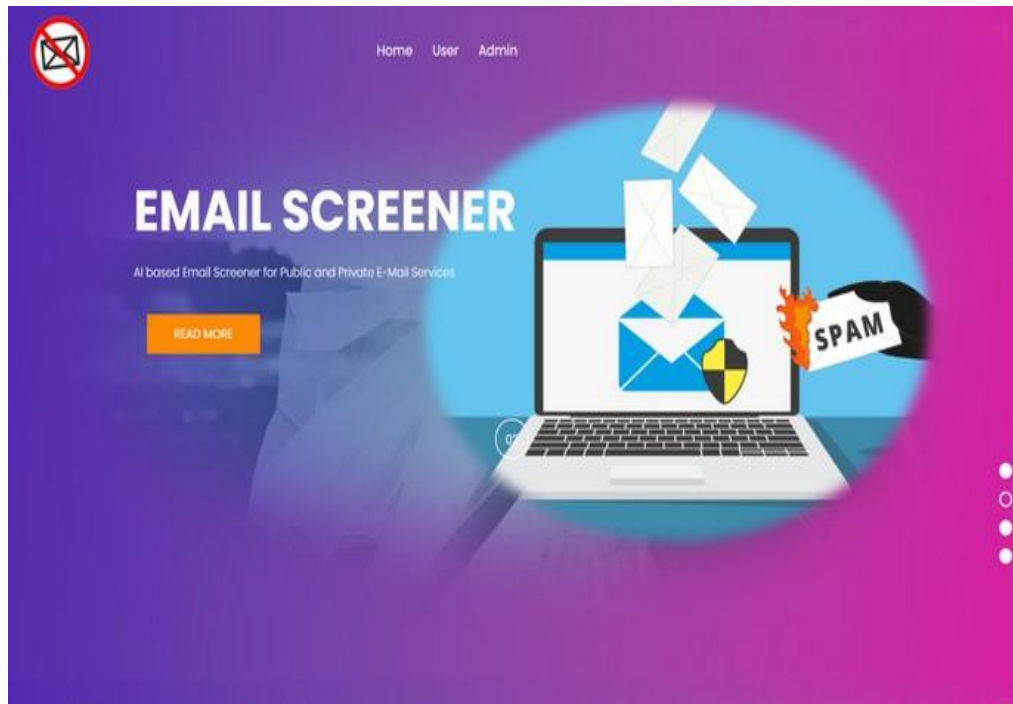 Home User Admin
EMAIL SCREENER
AI based Email Screener for Public and Private E-Mail Services
READ MORE
SPAM